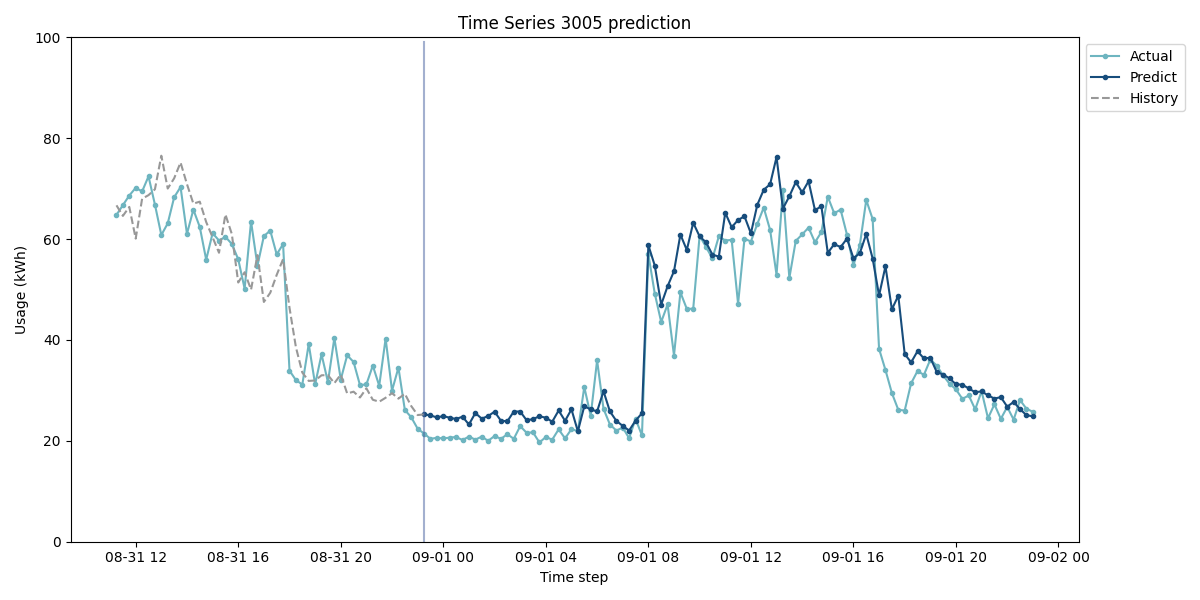 Time Series 3005 prediction
100
80
60
40
20
0
Usage (kWh)
08-31 12
08-31 16
08-31 20
09-01 00
09-01 04
09-01 08
09-01 12
09-01 16
09-01 20
09-02 00
Time step
Actual
Predict
History